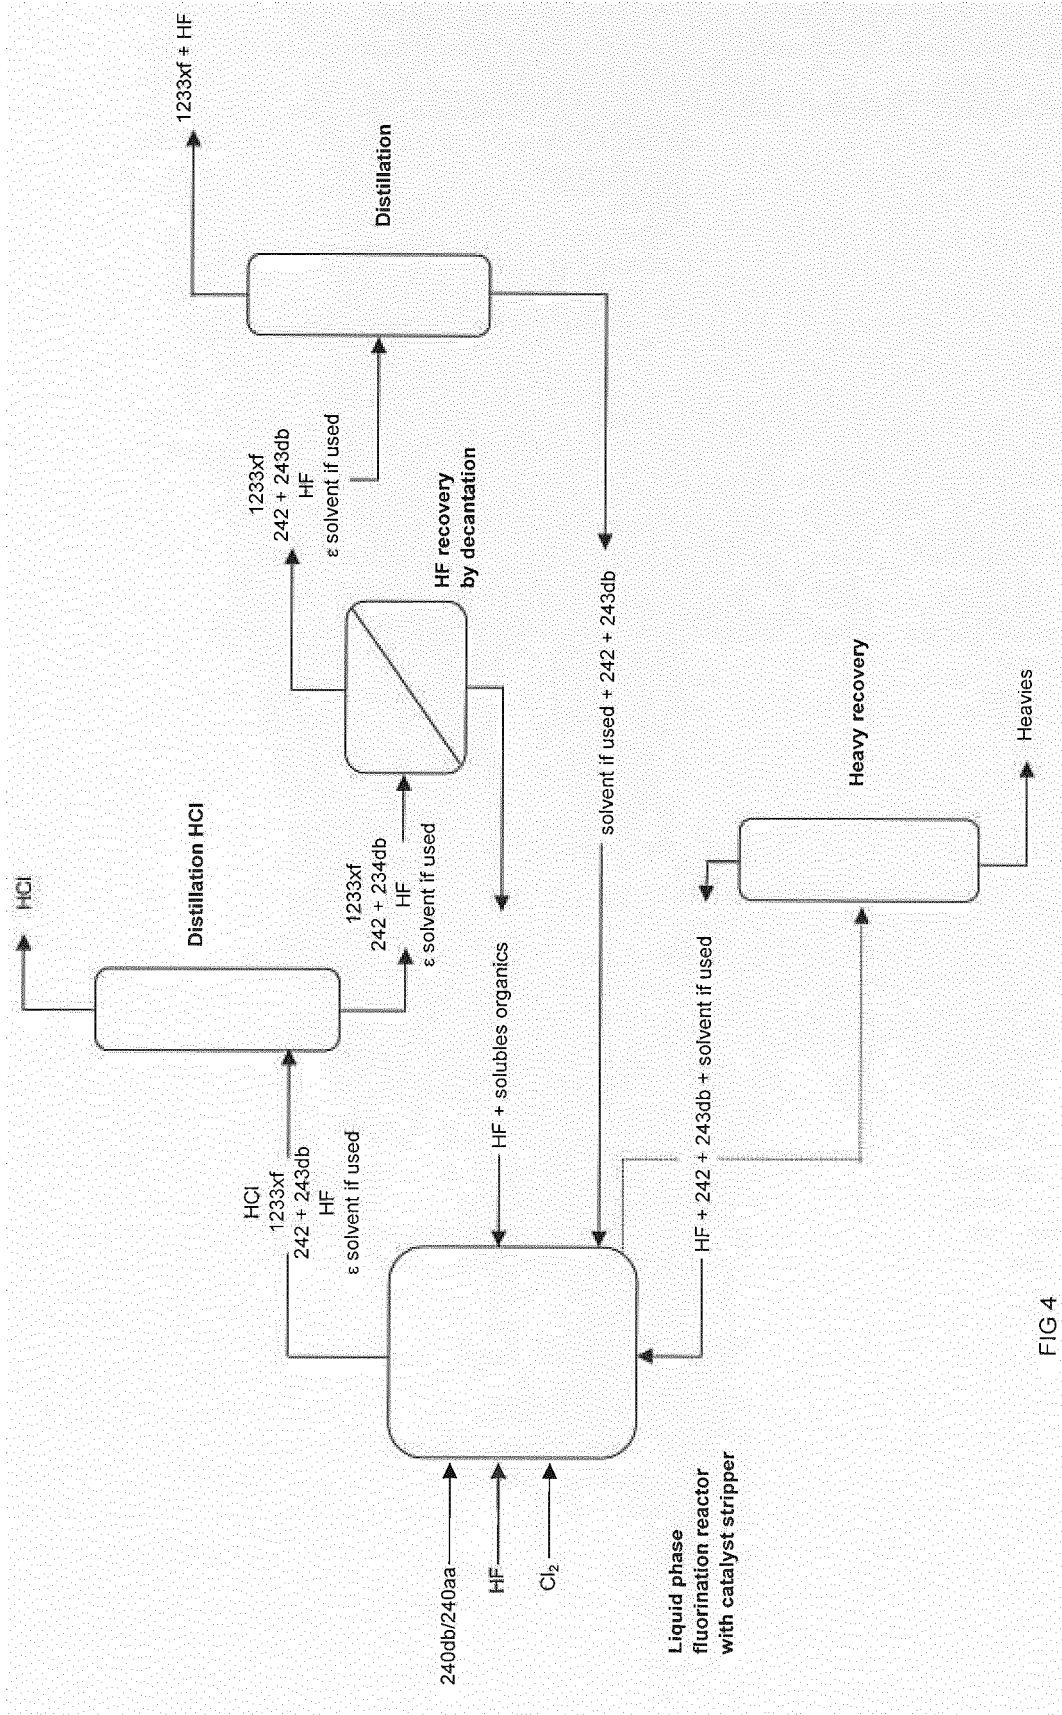 240db/240aa
HF
Cl₂
Liquid phase
fluorination reactor
with catalyst stripper
HCl
1233xf
242 + 243db
HF
ε solvent if used
HCl
Distillation HCl
1233xf
242 + 234db
HF
ε solvent if used
HF recovery
by decantation
1233xf
242 + 243db
HF
ε solvent if used
Distillation
1233xf + HF
HF + solubles organics
solvent if used + 242 + 243db
HF + 242 + 243db + solvent if used
Heavy recovery
Heavies
FIG 4